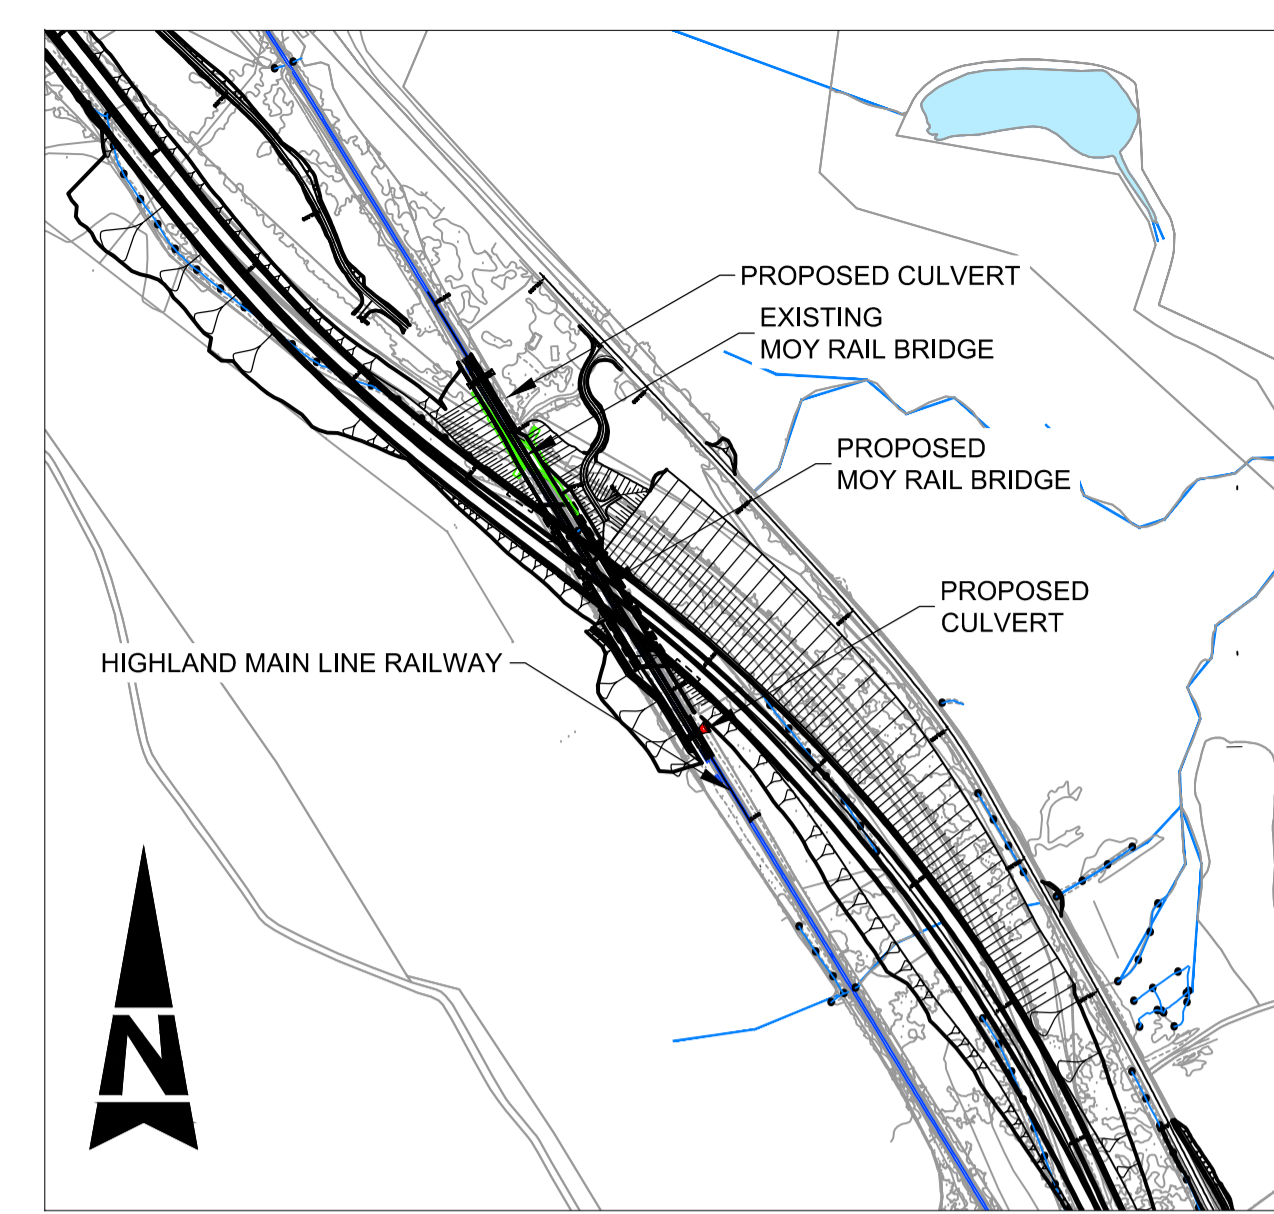 PROPOSED CULVERT
EXISTING
MOY RAIL BRIDGE
PROPOSED
MOY RAIL BRIDGE
PROPOSED
CULVERT
HIGHLAND MAIN LINE RAILWAY
N